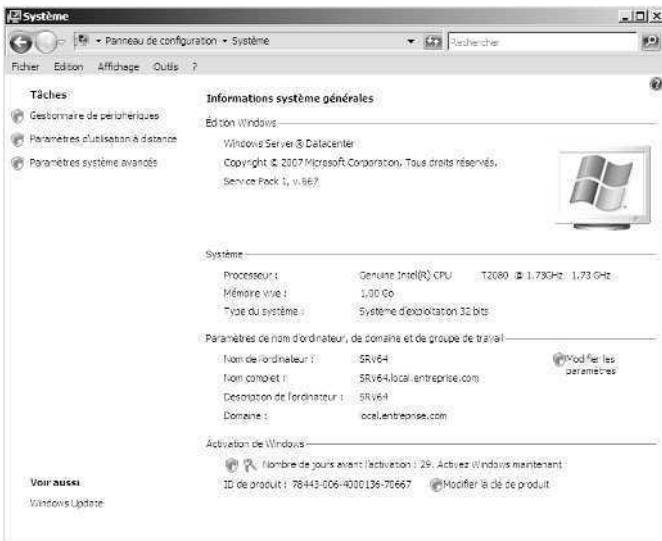 Système
Panneau de configuration Système
Rechercher
Fichier Edition Affichage Outils ?
Tâches
Gestionnaire de périphériques
Paramètres d'utilisation à distance
Paramètres système avancés
Informations système générales
Édition Windows
Windows Server® Datacenter
Copyright © 2007 Microsoft Corporation. Tous droits réservés.
Service Pack 1, v.667
Système
Processeur : Genuine Intel(R) CPU T2080 @ 1.73GHz 1.73 GHz
Mémoire vive : 1,00 Go
Type du système : Système d'exploitation 32 bits
Paramètres de nom d'ordinateur, de domaine et de groupe de travail
Nom de l'ordinateur : SRV64
Modifier les paramètres
Nom complet : SRV64.local.entreprise.com
Description de l'ordinateur : SRV64
Domaine : local.entreprise.com
Activation de Windows
Nombre de jours avant l'activation : 29. Activez Windows maintenant
ID de produit : 78443-006-4000136-70667 Modifier la clé de produit
Voir aussi
Windows Update